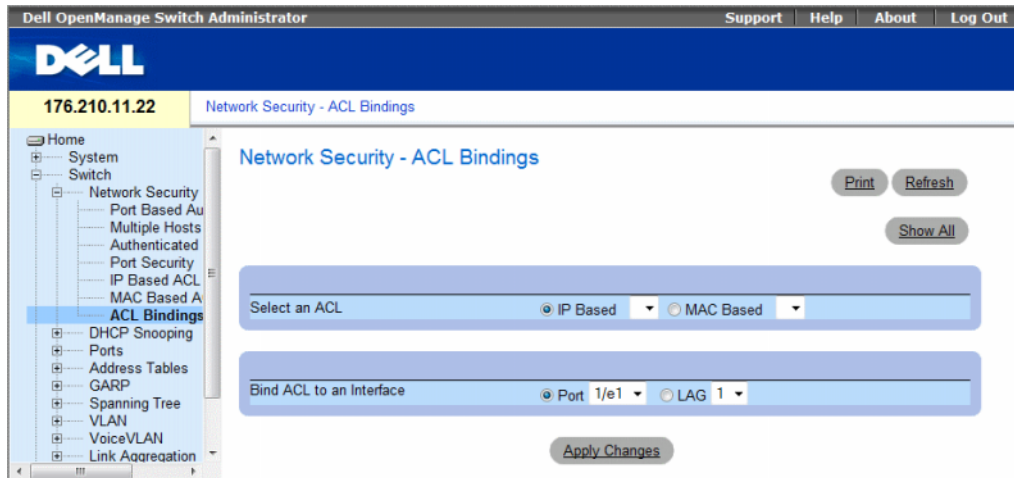 Dell OpenManage Switch Administrator
Support Help About Log Out
DELL
176.210.11.22
Network Security - ACL Bindings
Home
System
Switch
Network Security
Port Based Au
Multiple Hosts
Authenticated
Port Security
IP Based ACL
MAC Based A
ACL Bindings
DHCP Snooping
Ports
Address Tables
GARP
Spanning Tree
VLAN
VoiceVLAN
Link Aggregation
Network Security - ACL Bindings
Print Refresh
Show All
Select an ACL IP Based MAC Based
Bind ACL to an Interface Port 1/e1 LAG 1
Apply Changes